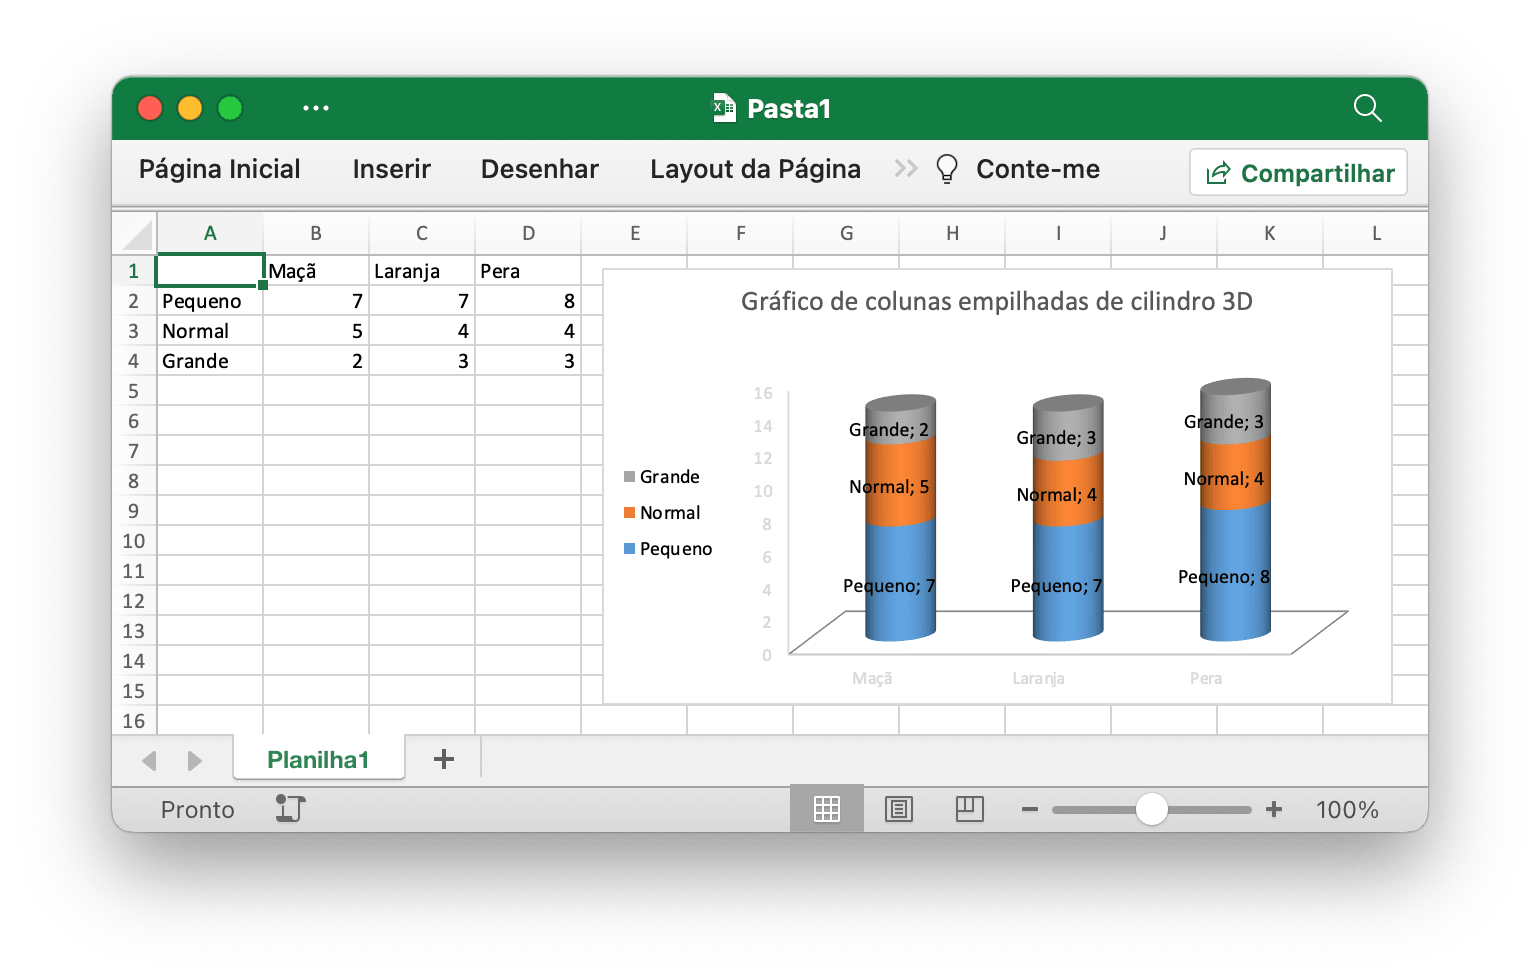 Pasta1
Página Inicial Inserir Desenhar Layout da Página Conte-me Compartilhar
A B C D E F G H I J K L
1 Maçã Laranja Pera
2 Pequeno 7 7 8
3 Normal 5 4 4
4 Grande 2 3 3
5
6
7
8
9
10
11
12
13
14
15
16
Gráfico de colunas empilhadas de cilindro 3D
Grande
Normal
Pequeno
16
14
12
10
8
6
4
2
0
Grande; 2 Grande; 3 Grande; 3
Normal; 5 Normal; 4 Normal; 4
Pequeno; 7 Pequeno; 7 Pequeno; 8
Maçã Laranja Pera
Planilha1
Pronto 100%